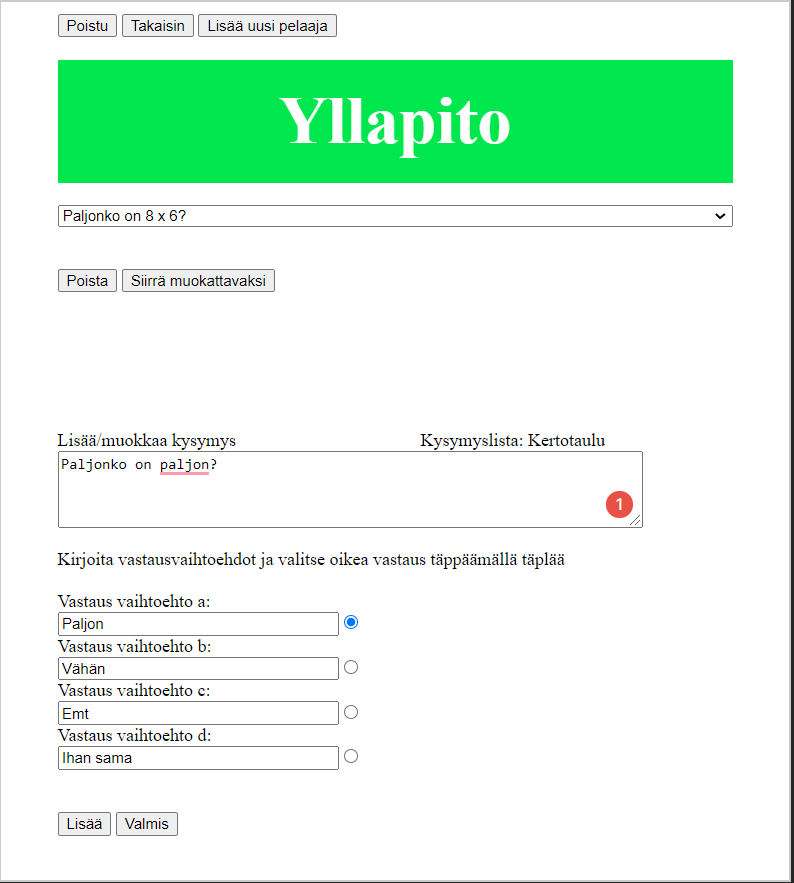 Poistu Takaisin Lisää uusi pelaaja
Yllapito
Paljonko on 8 x 6?
Poista Siirrä muokattavaksi
Lisää/muokkaa kysymys Kysymyslista: Kertotaulu
Paljonko on paljon?
1
Kirjoita vastausvaihtoehdot ja valitse oikea vastaus täppäämällä täplää
Vastaus vaihtoehto a:
Paljon
Vastaus vaihtoehto b:
Vähän
Vastaus vaihtoehto c:
Emt
Vastaus vaihtoehto d:
Ihan sama
Lisää Valmis